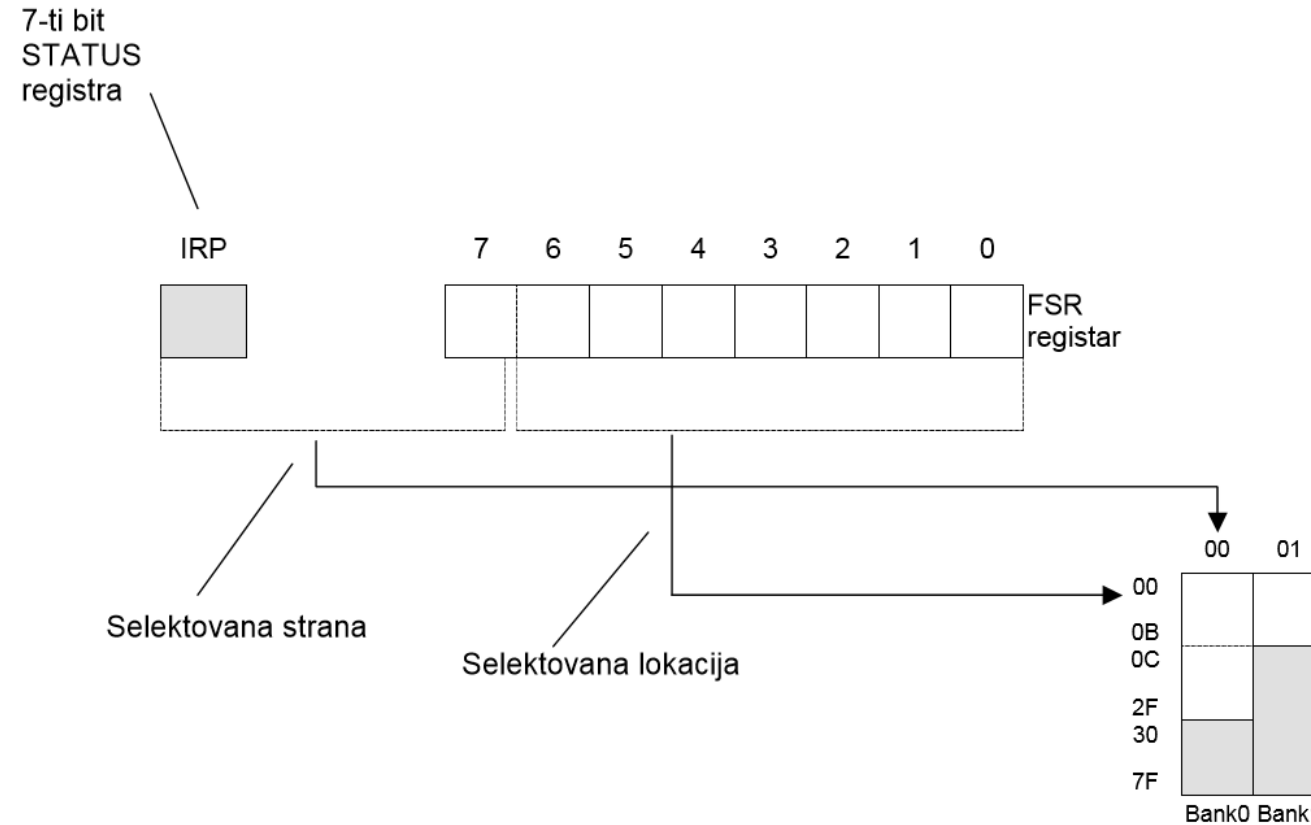 7-ti bit
STATUS
registra
IRP
7 6 5 4 3 2 1 0
FSR
registar
Selektovana strana
Selektovana lokacija
00 01
00
0B
0C
2F
30
7F
Bank0 Bank